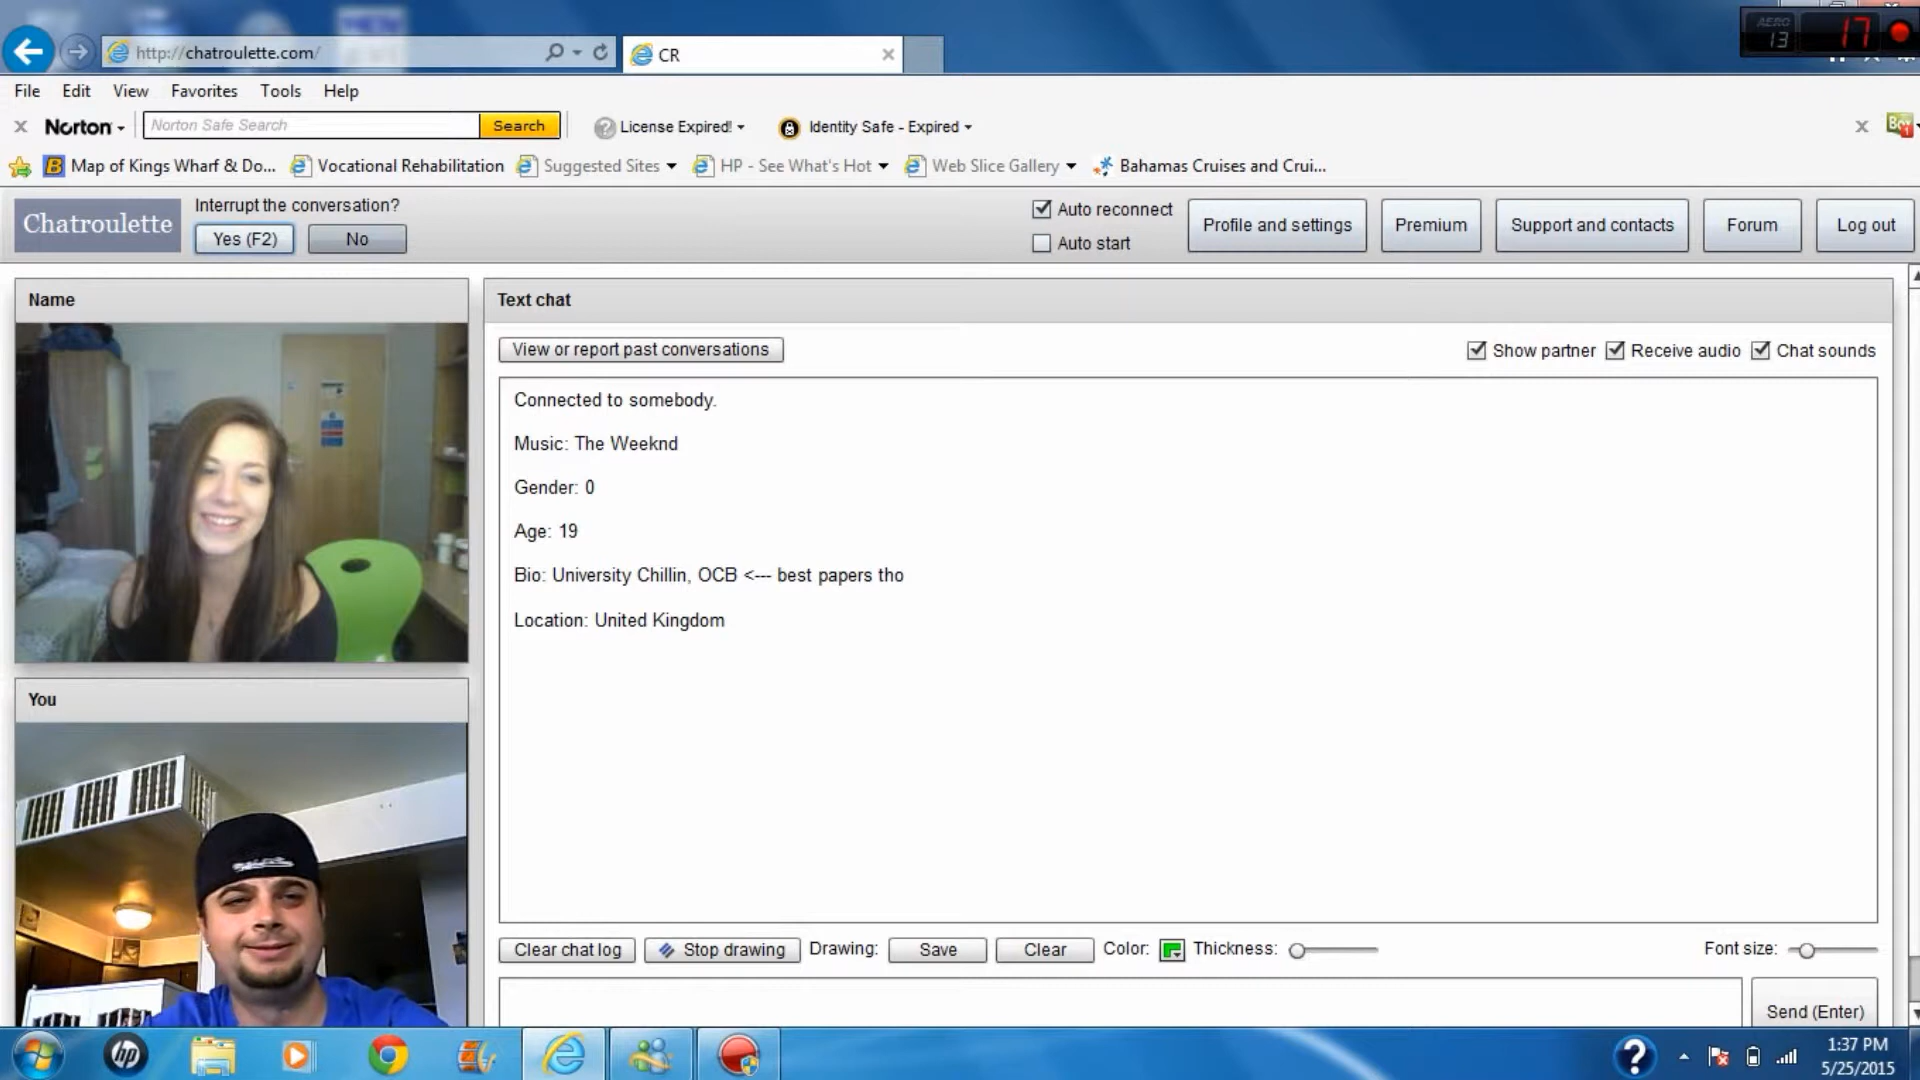 AERO
13
17
http://chatroulette.com/
CR
File Edit View Favorites Tools Help
Norton
Norton Safe Search
Search
License Expired!
Identity Safe - Expired
Map of Kings Wharf & Do...
Vocational Rehabilitation
Suggested Sites
HP - See What's Hot
Web Slice Gallery
Bahamas Cruises and Crui...
Chatroulette
Interrupt the conversation?
Yes (F2)
No
Auto reconnect
Auto start
Profile and settings
Premium
Support and contacts
Forum
Log out
Name
Text chat
View or report past conversations
Show partner
Receive audio
Chat sounds
Connected to somebody.
Music: The Weeknd
Gender: 0
Age: 19
Bio: University Chillin, OCB <--- best papers tho
Location: United Kingdom
You
Clear chat log
Stop drawing
Drawing:
Save
Clear
Color:
Thickness:
Font size:
Send (Enter)
hp
1:37 PM
5/25/2015